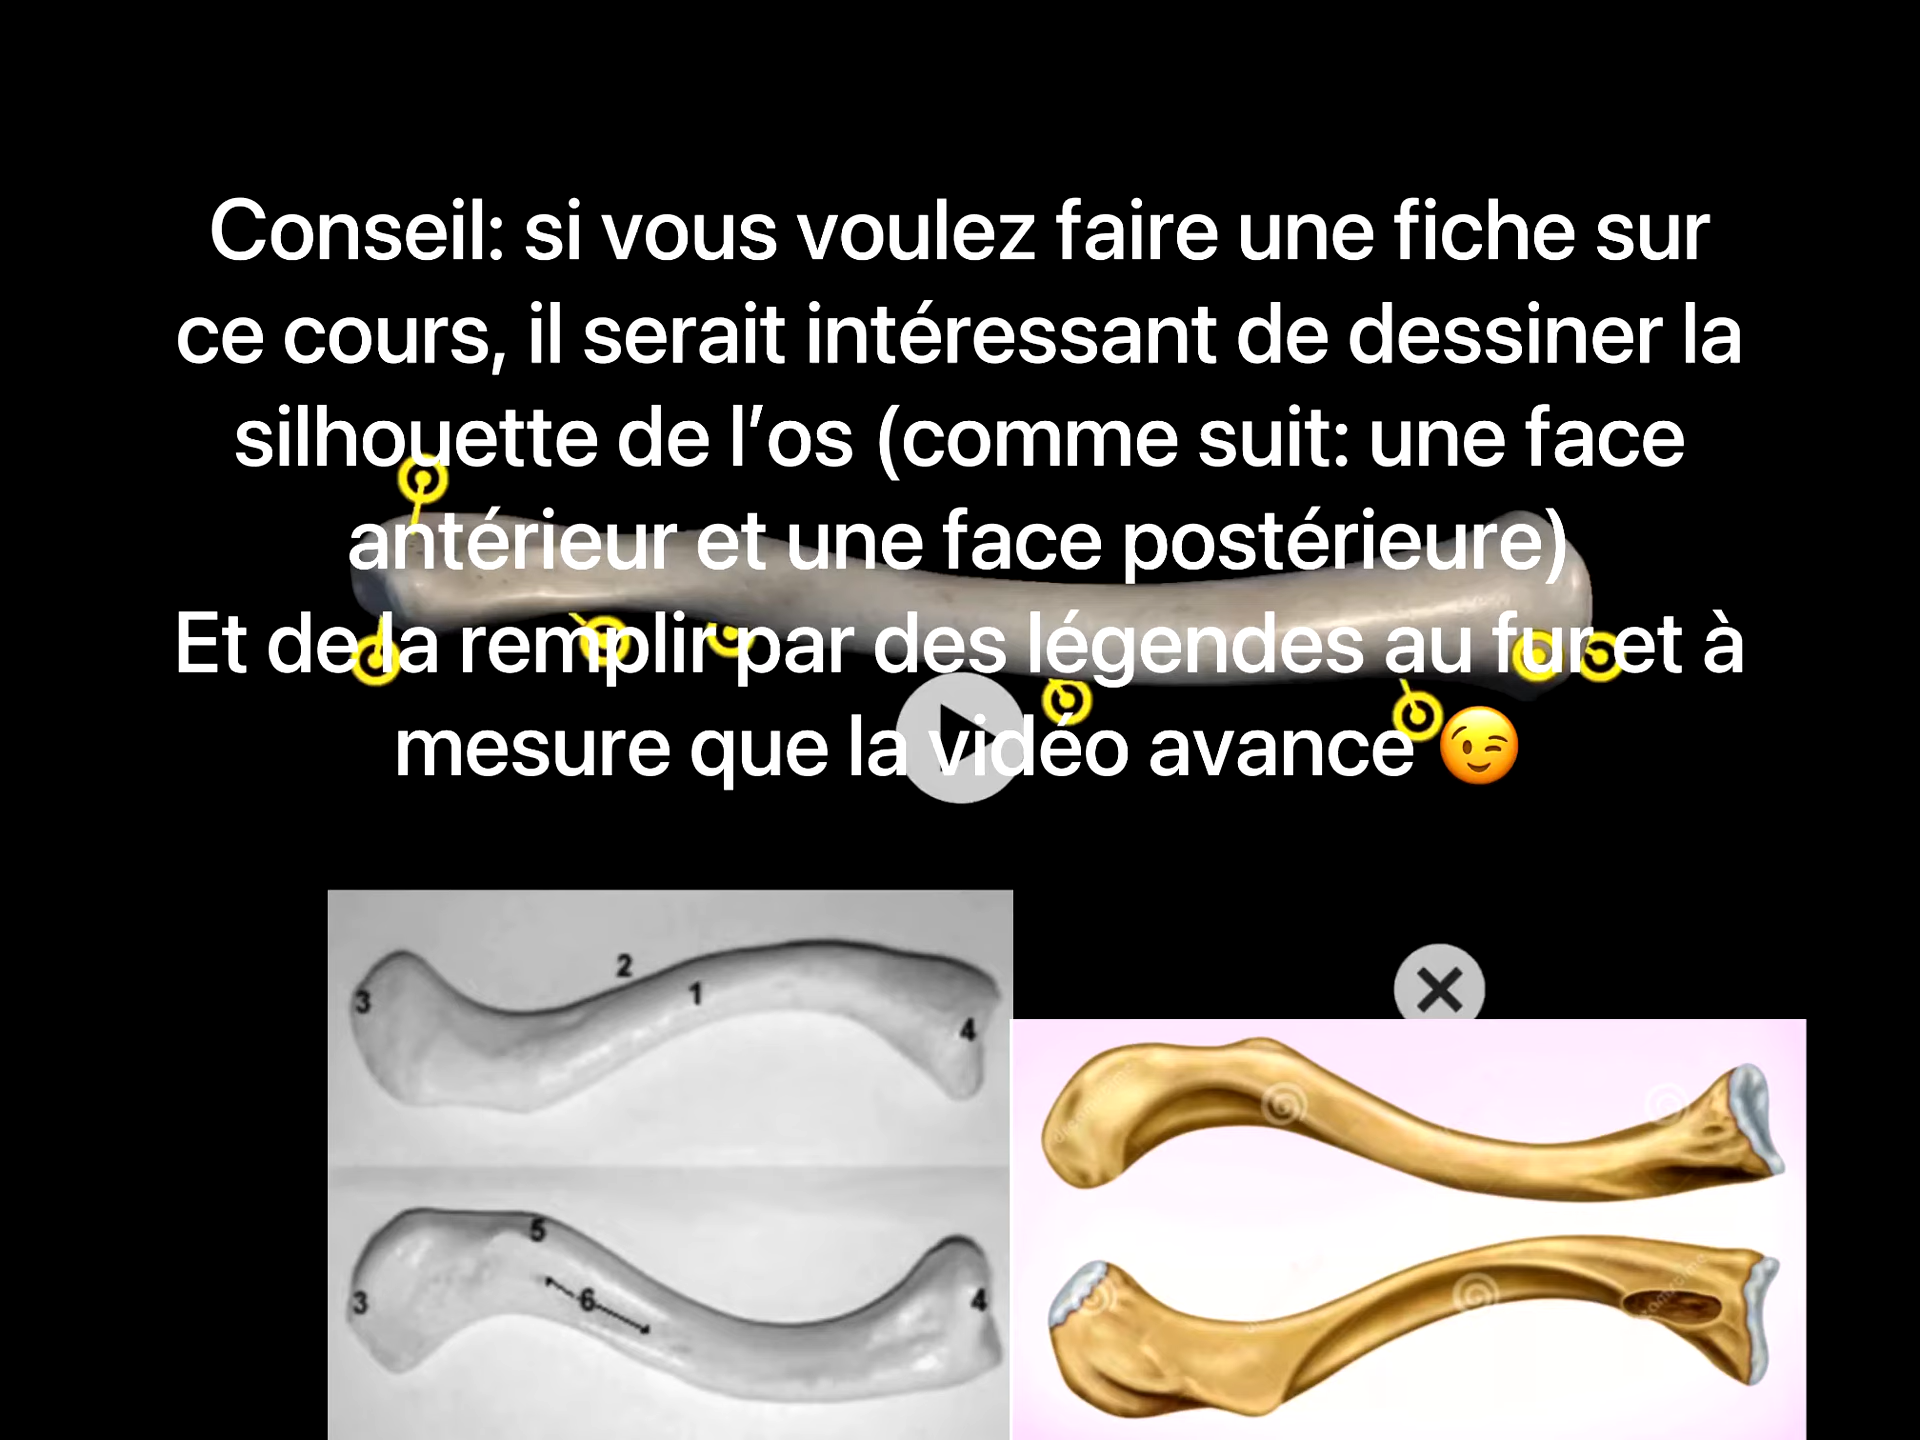 Conseil: si vous voulez faire une fiche sur
ce cours, il serait intéressant de dessiner la
silhouette de l’os (comme suit: une face
antérieur et une face postérieure)
Et de la remplir par des légendes au fur et à
mesure que la vidéo avance 😉
2
3
1
4
5
3
6
4